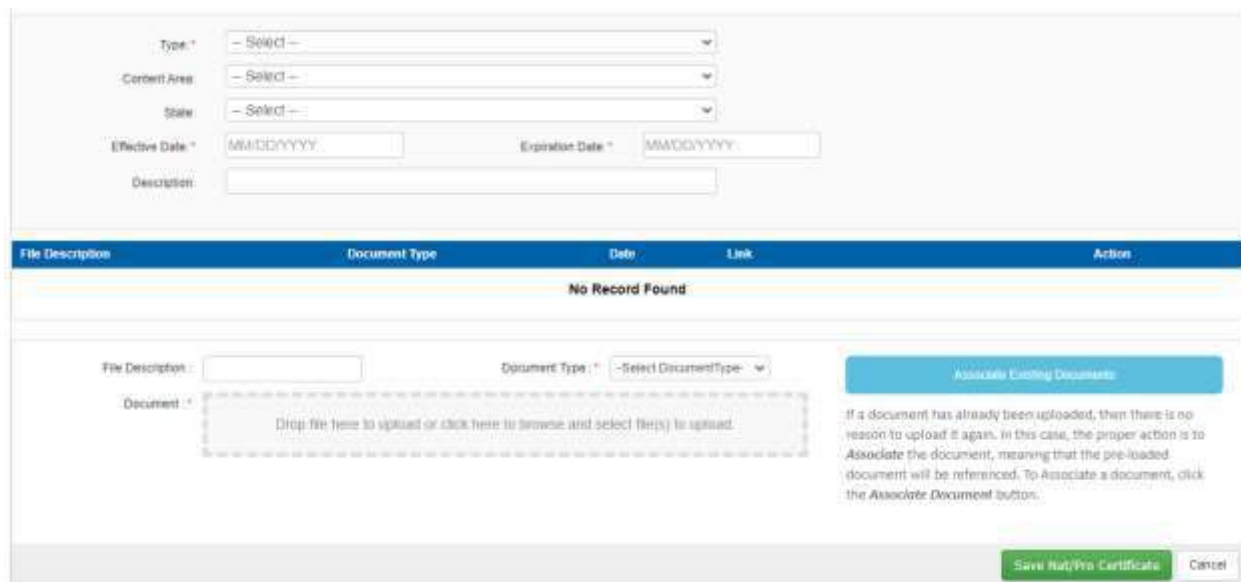 Type: * -- Select --
Content Area -- Select --
State -- Select --
Effective Date * MM/DD/YYYY Expiration Date * MM/DD/YYYY
Description
File Description Document Type Date Link Action
No Record Found
File Description : Document Type : * -Select DocumentType-
Associate Existing Documents
Document : * Drop file here to upload or click here to browse and select file(s) to upload.
If a document has already been uploaded, then there is no
reason to upload it again. In this case, the proper action is to
Associate the document, meaning that the pre-loaded
document will be referenced. To Associate a document, click
the Associate Document button.
Save Nat/Pro Certificate Cancel